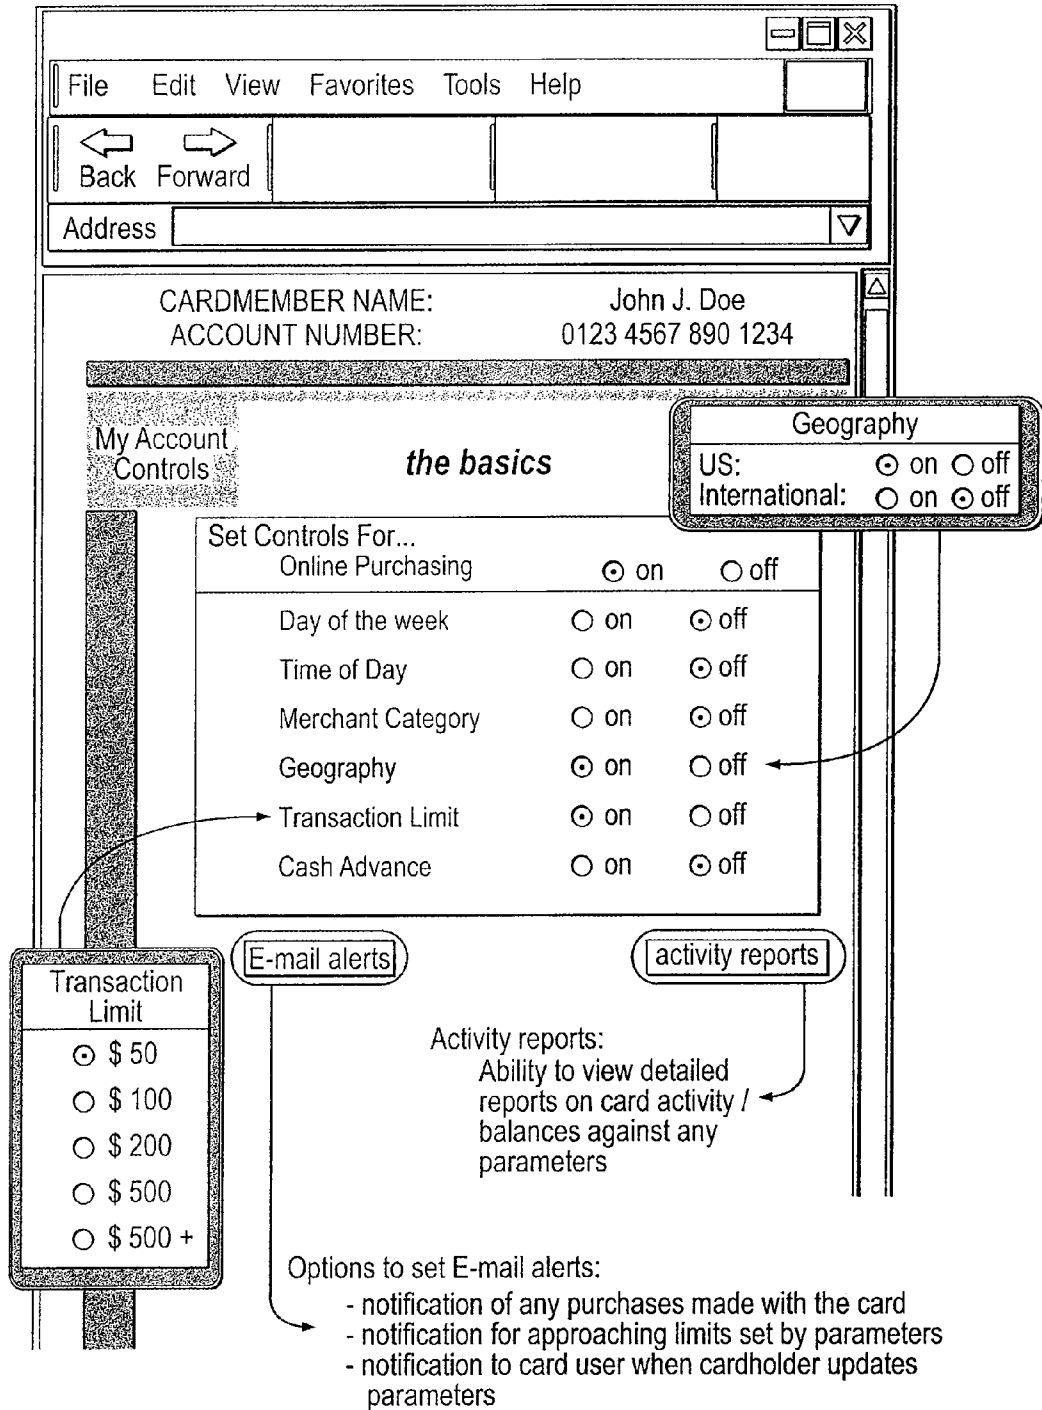 File Edit View Favorites Tools Help
Back Forward
Address
CARDMEMBER NAME: John J. Doe
ACCOUNT NUMBER: 0123 4567 890 1234
My Account
Controls
the basics
Geography
US: on off
International: on off
Set Controls For...
Online Purchasing on off
Day of the week on off
Time of Day on off
Merchant Category on off
Geography on off
Transaction Limit on off
Cash Advance on off
E-mail alerts
activity reports
Transaction
Limit
$ 50
$ 100
$ 200
$ 500
$ 500 +
Activity reports:
Ability to view detailed
reports on card activity /
balances against any
parameters
Options to set E-mail alerts:
- notification of any purchases made with the card
- notification for approaching limits set by parameters
- notification to card user when cardholder updates
parameters